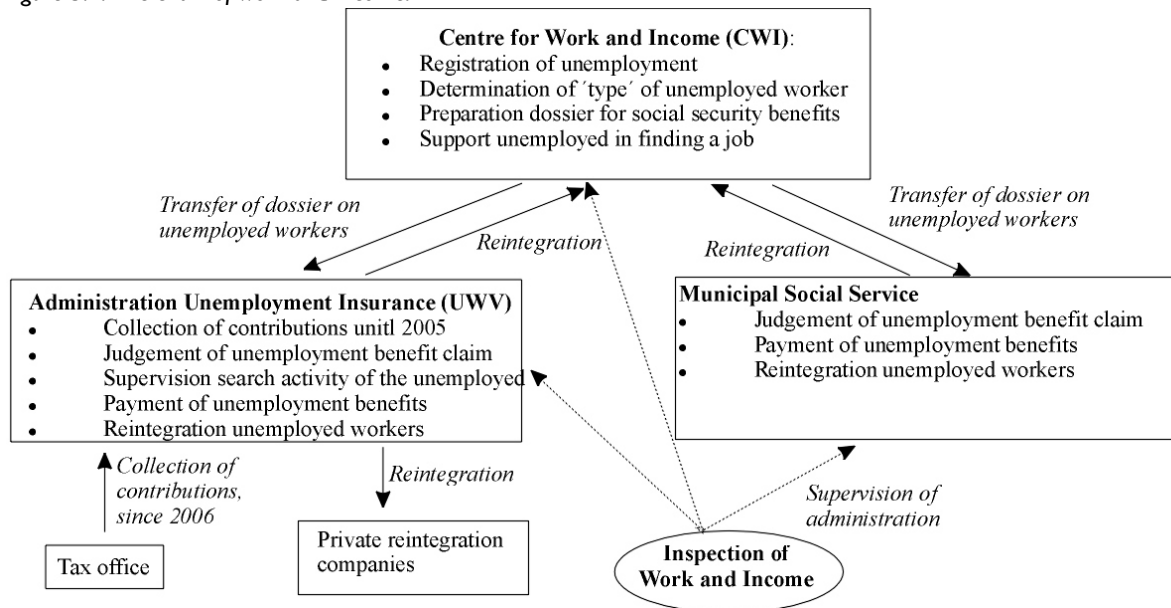 Centre for Work and Income (CWI):
• Registration of unemployment
• Determination of ´type´ of unemployed worker
• Preparation dossier for social security benefits
• Support unemployed in finding a job
Transfer of dossier on
unemployed workers
Reintegration
Transfer of dossier on
unemployed workers
Reintegration
Administration Unemployment Insurance (UWV)
• Collection of contributions unitl 2005
• Judgement of unemployment benefit claim
• Supervision search activity of the unemployed
• Payment of unemployment benefits
• Reintegration unemployed workers
Municipal Social Service
• Judgement of unemployment benefit claim
• Payment of unemployment benefits
• Reintegration unemployed workers
Collection of
contributions,
since 2006
Reintegration
Supervision of
administration
Tax office
Private reintegration
companies
Inspection of
Work and Income